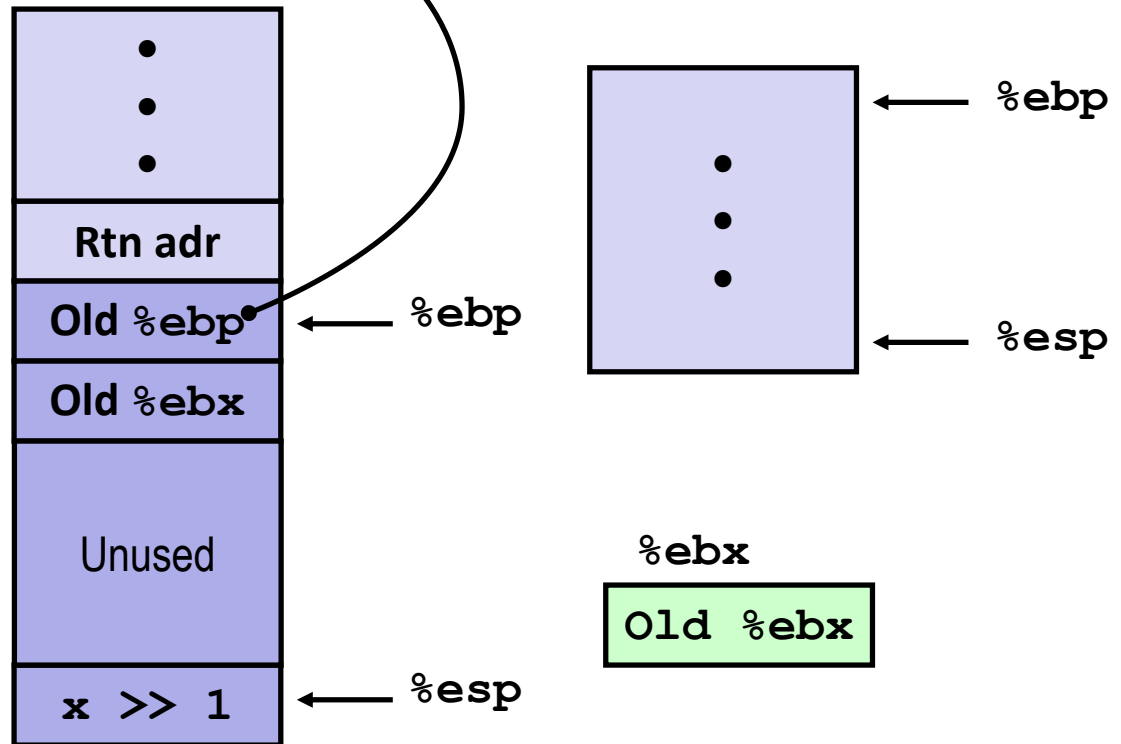 Rtn adr
Old %ebp
%ebp
Old %ebx
Unused
x >> 1
%esp
%ebp
%esp
%ebx
Old %ebx